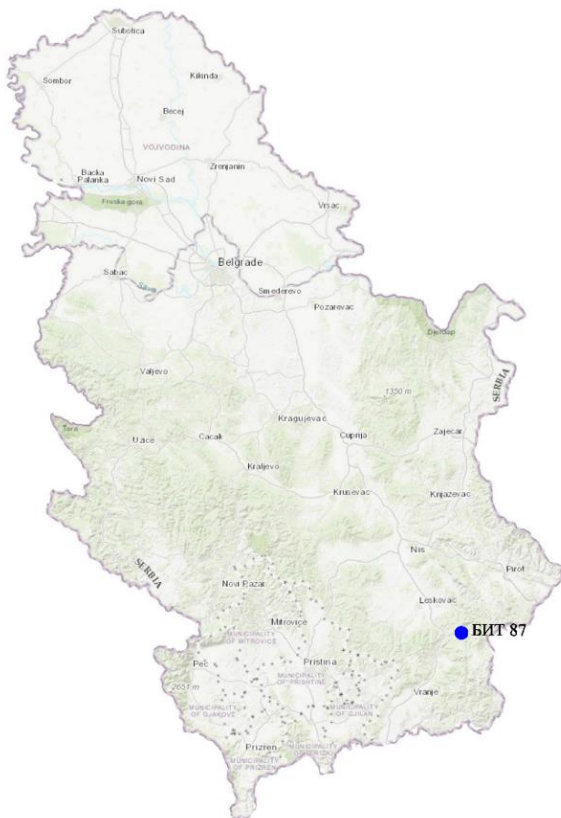 Subotica
Sombor
Kikinda
Becej
VOJVODINA
Backa
Palanka
Novi Sad
Zrenjanin
Fruska gora
Vrsac
Belgrade
Sabac
Sava
Smederevo
Pozarevac
Djerdap
SERBIA
Valjevo
1350 m
Kragujevac
Tara
Uzice
Cacak
Cuprija
Zajecar
Kraljevo
Krusevac
Knjazevac
Nis
SERBIA
Novi Pazar
Pirot
Leskovac
Mitrovicë
БИТ 87
MUNICIPALITY
OF MITROVICE
Peć
Pristina
MUNICIPALITY
OF PRISHTINE
2651 m
Vranje
MUNICIPALITY
OF GJAKOVE
MUNICIPALITY
OF GJILAN
Prizren
MUNICIPALITY
OF PRIZREN